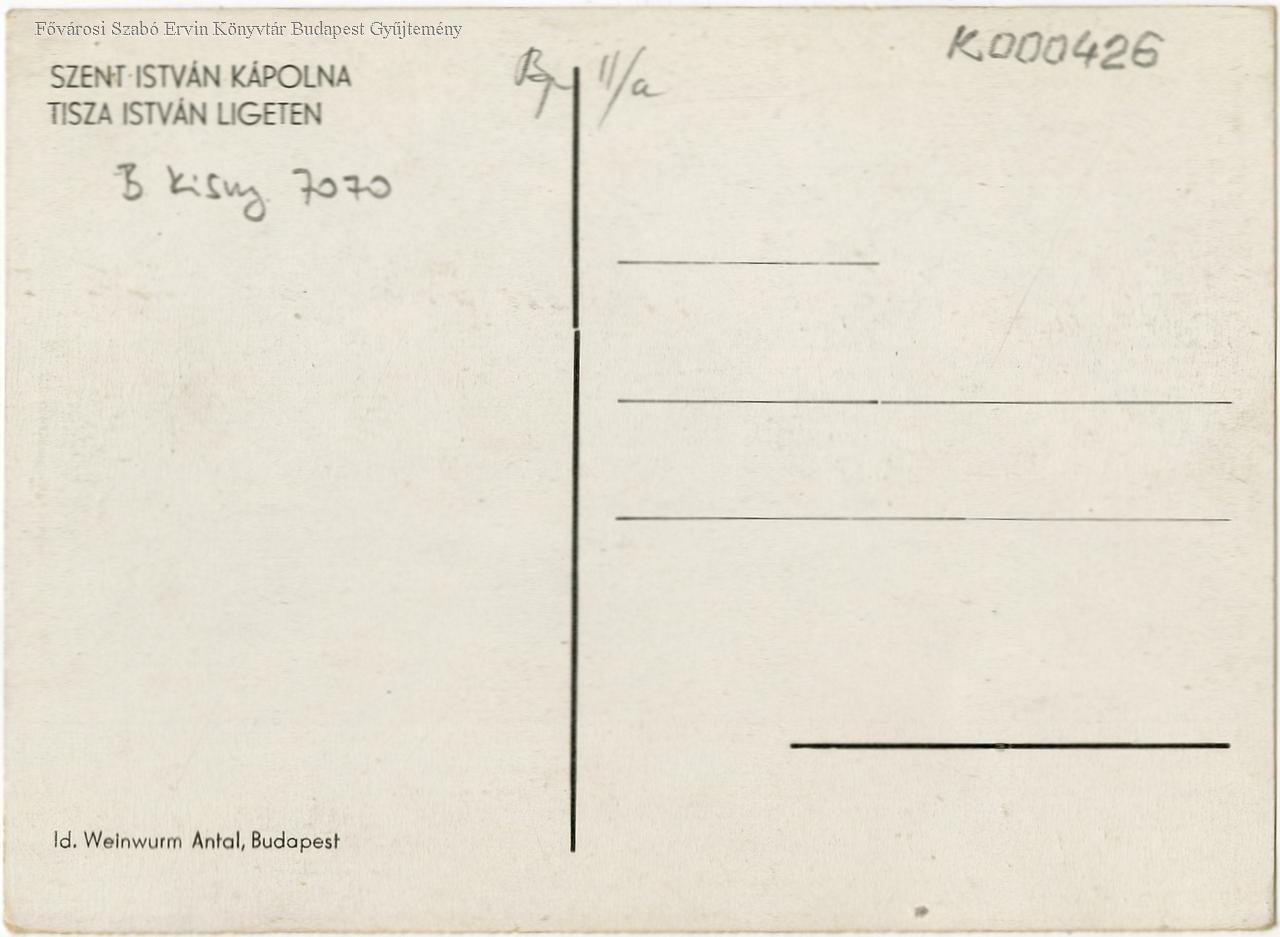 Fővárosi Szabó Ervin Könyvtár Budapest Gyűjtemény
SZENT ISTVÁN KÁPOLNA
TISZA ISTVÁN LIGETEN
Bp II/a
K000426
B Kisny. 7070
Id. Weinwurm Antal, Budapest